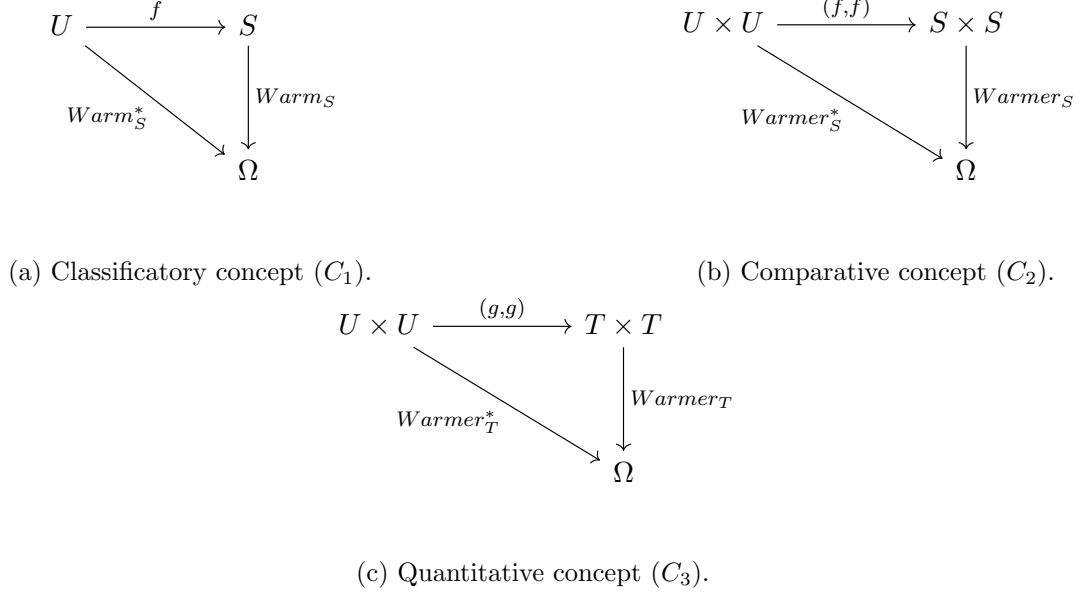 U f S
Warm*_S Warm_S
Ω
(a) Classificatory concept (C_1).
U × U (f,f) S × S
Warmer*_S Warmer_S
Ω
(b) Comparative concept (C_2).
U × U (g,g) T × T
Warmer*_T Warmer_T
Ω
(c) Quantitative concept (C_3).